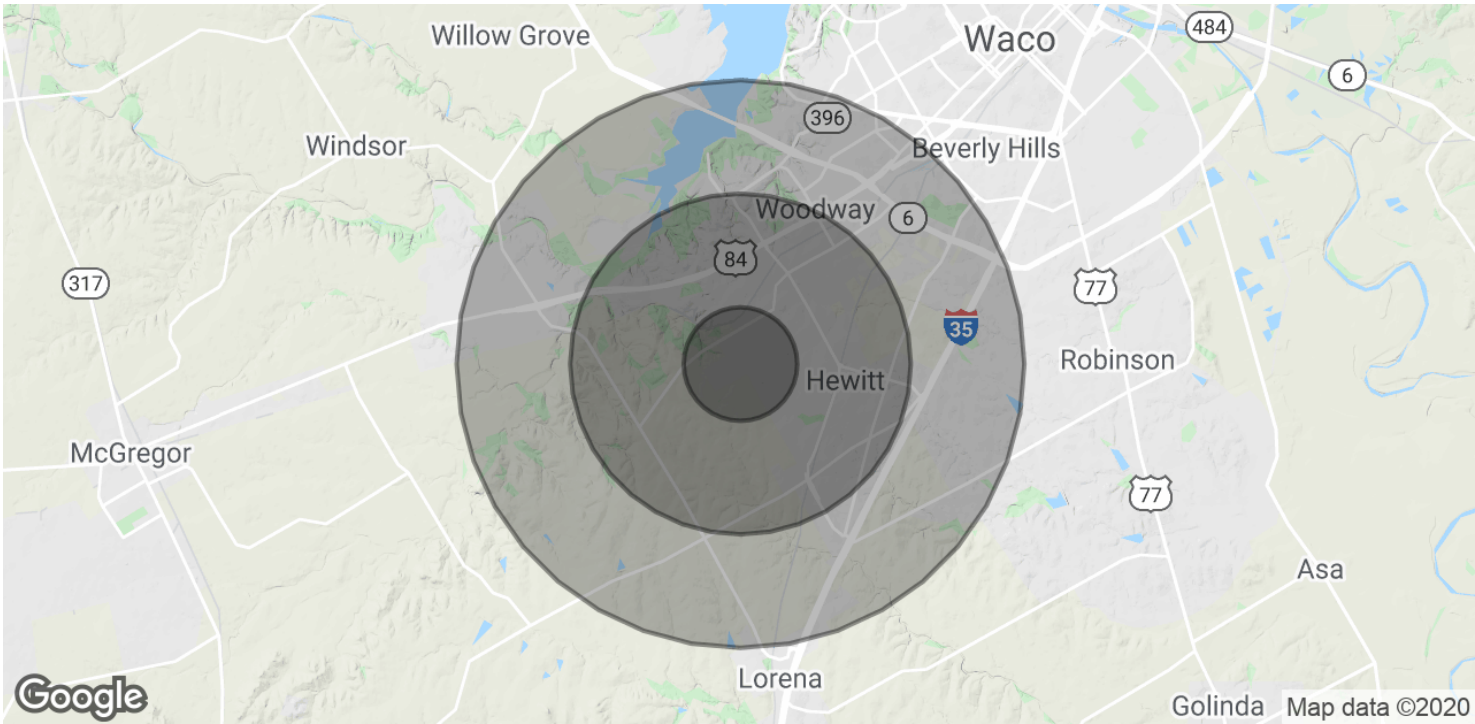 484
Willow Grove
Waco
6
396
Windsor
Beverly Hills
Woodway
6
84
317
77
35
Robinson
Hewitt
McGregor
77
Asa
Lorena
Google
Golinda
Map data ©2020